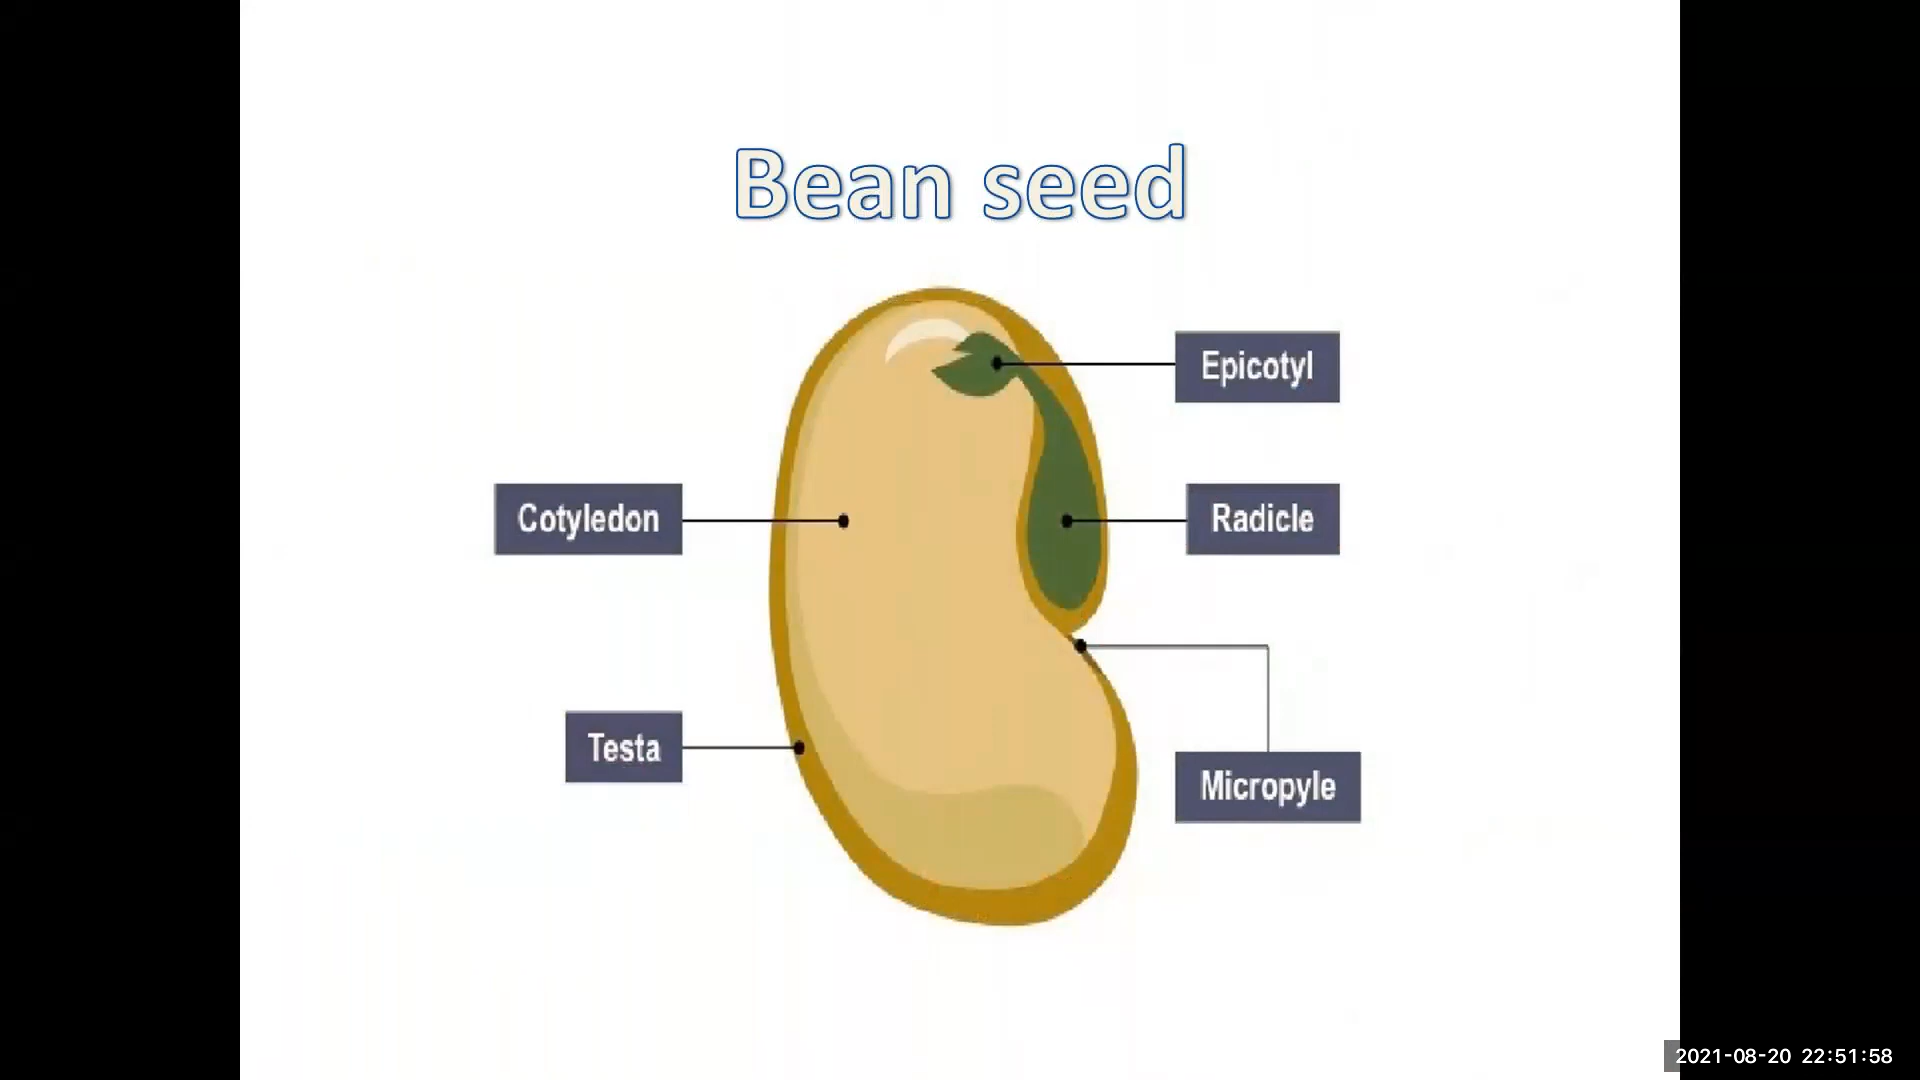 Bean seed
Epicotyl
Cotyledon
Radicle
Testa
Micropyle
2021-08-20 22:51:58